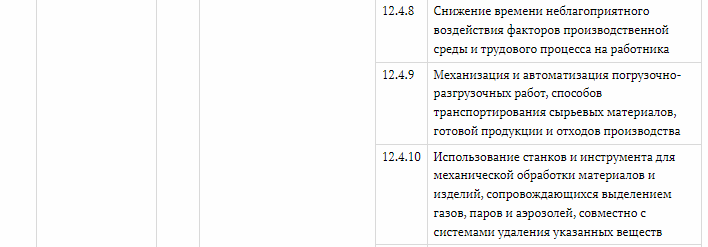 12.4.8 Снижение времени неблагоприятного
воздействия факторов производственной
среды и трудового процесса на работника
12.4.9 Механизация и автоматизация погрузочно-
разгрузочных работ, способов
транспортирования сырьевых материалов,
готовой продукции и отходов производства
12.4.10 Использование станков и инструмента для
механической обработки материалов и
изделий, сопровождающихся выделением
газов, паров и аэрозолей, совместно с
системами удаления указанных веществ